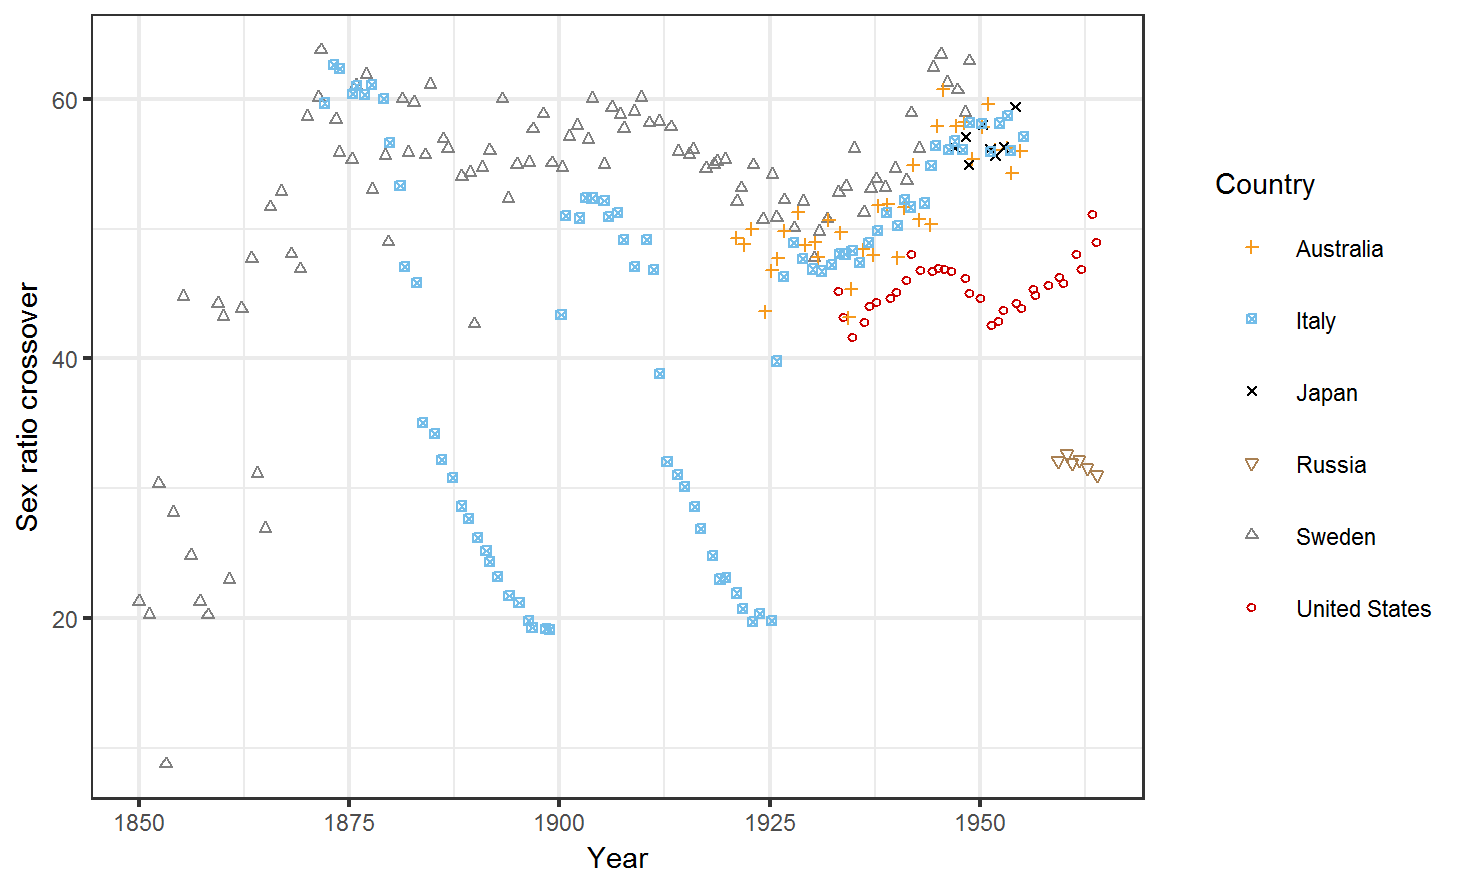 Sex ratio crossover
60
40
20
1850 1875 1900 1925 1950
Year
Country
Australia
Italy
Japan
Russia
Sweden
United States